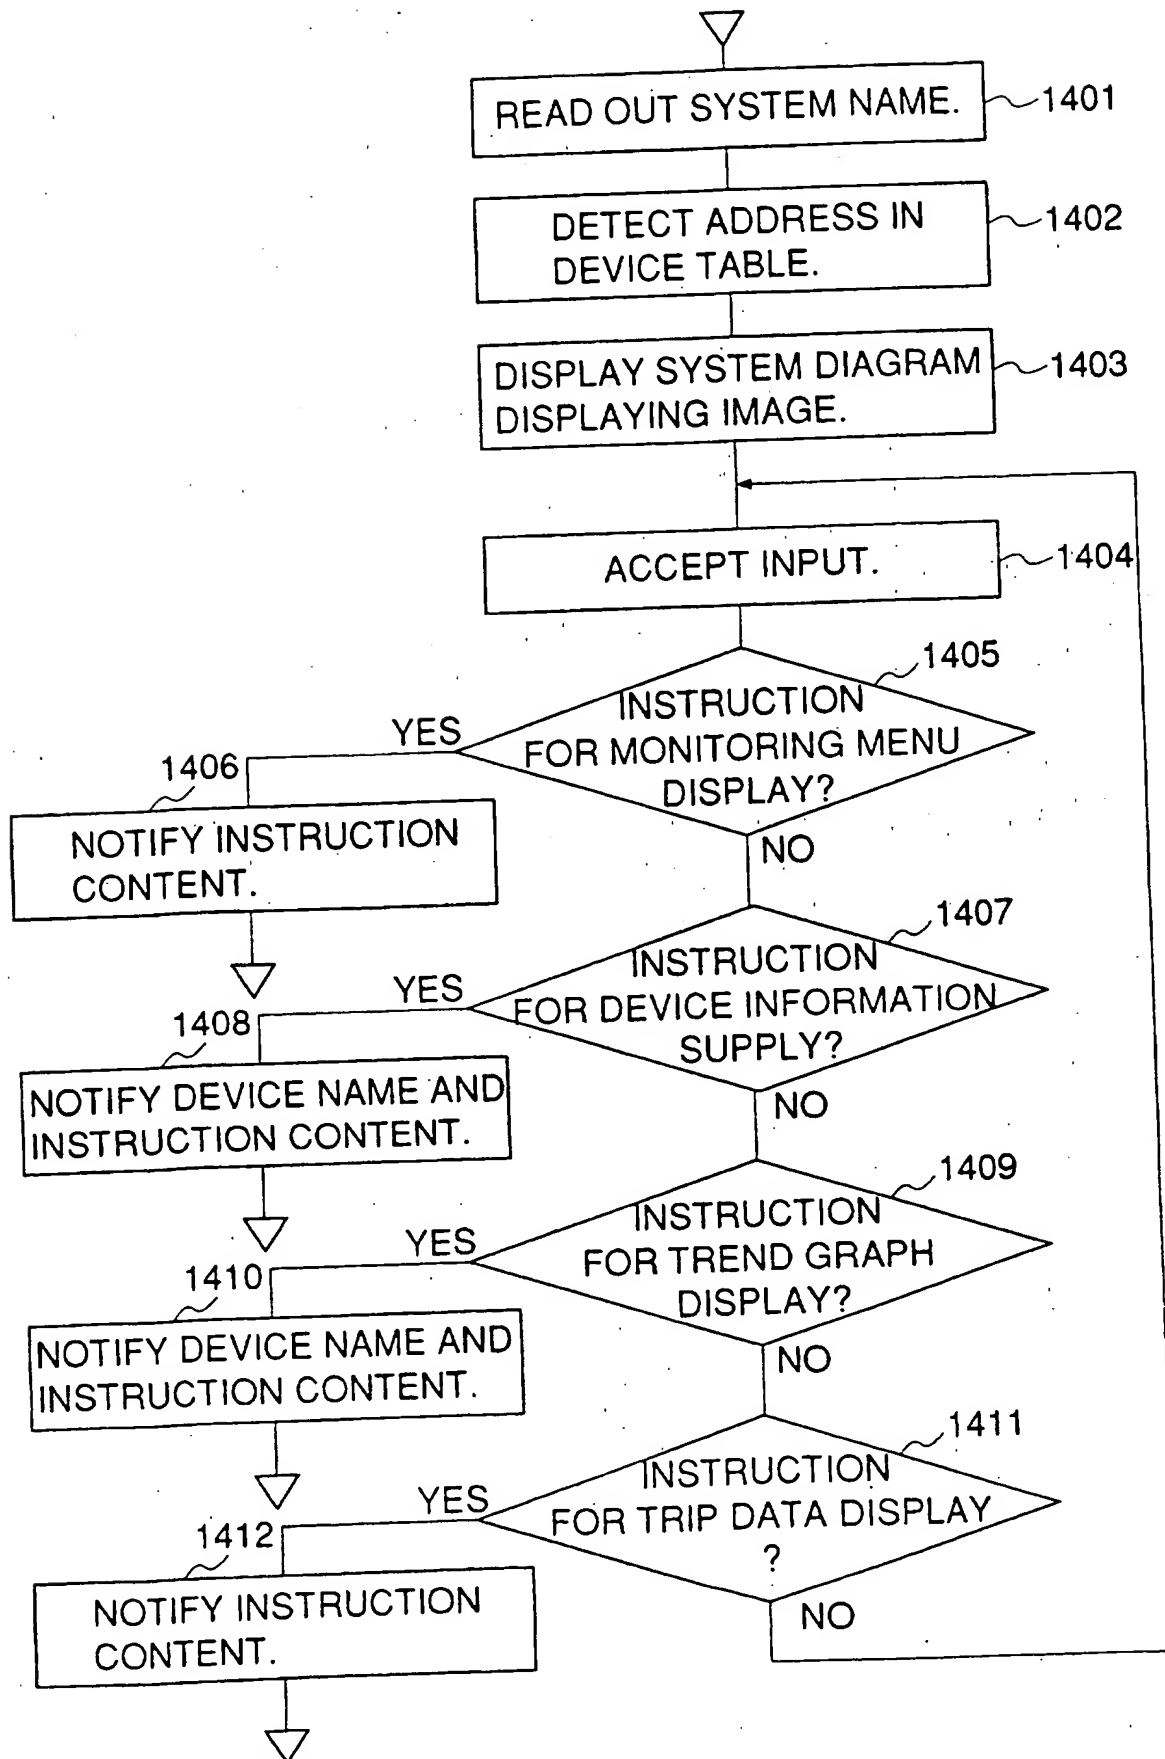 READ OUT SYSTEM NAME.
1401
DETECT ADDRESS IN
DEVICE TABLE.
1402
DISPLAY SYSTEM DIAGRAM
DISPLAYING IMAGE.
1403
ACCEPT INPUT.
1404
1405
INSTRUCTION
FOR MONITORING MENU
DISPLAY?
YES
1406
NOTIFY INSTRUCTION
CONTENT.
NO
1407
INSTRUCTION
FOR DEVICE INFORMATION
SUPPLY?
YES
1408
NOTIFY DEVICE NAME AND
INSTRUCTION CONTENT.
NO
1409
INSTRUCTION
FOR TREND GRAPH
DISPLAY?
YES
1410
NOTIFY DEVICE NAME AND
INSTRUCTION CONTENT.
NO
1411
INSTRUCTION
FOR TRIP DATA DISPLAY
?
YES
1412
NOTIFY INSTRUCTION
CONTENT.
NO